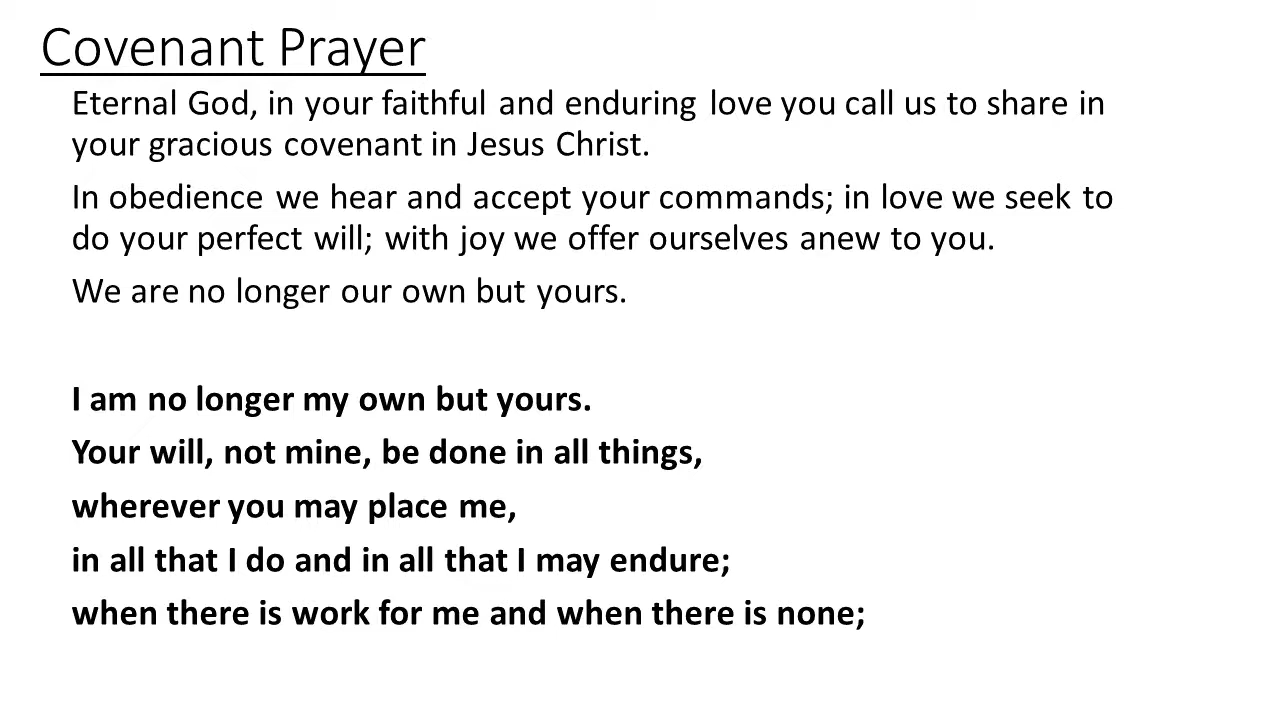 Covenant Prayer
Eternal God, in your faithful and enduring love you call us to share in
your gracious covenant in Jesus Christ.
In obedience we hear and accept your commands; in love we seek to
do your perfect will; with joy we offer ourselves anew to you.
We are no longer our own but yours.
I am no longer my own but yours.
Your will, not mine, be done in all things,
wherever you may place me,
in all that I do and in all that I may endure;
when there is work for me and when there is none;